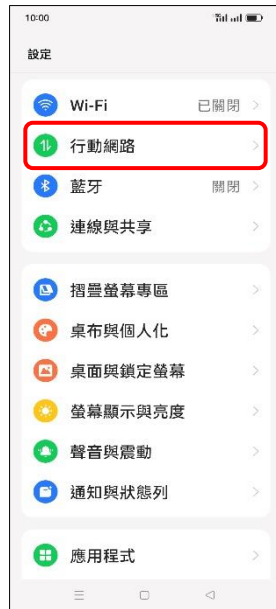 10:00
設定
Wi-Fi 已關閉
行動網路
藍牙 關閉
連線與共享
摺疊螢幕專區
桌布與個人化
桌面與鎖定螢幕
螢幕顯示與亮度
聲音與震動
通知與狀態列
應用程式